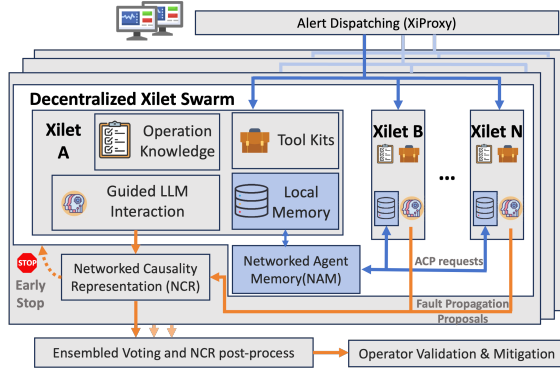 Alert Dispatching (XiProxy)
Decentralized Xilet Swarm
Xilet
A
Operation
Knowledge
Tool Kits
Xilet B
Xilet N
...
Guided LLM
Interaction
Local
Memory
STOP
Early
Stop
Networked Causality
Representation (NCR)
Networked Agent
Memory(NAM)
ACP requests
Fault Propagation
Proposals
Ensembled Voting and NCR post-process
Operator Validation & Mitigation